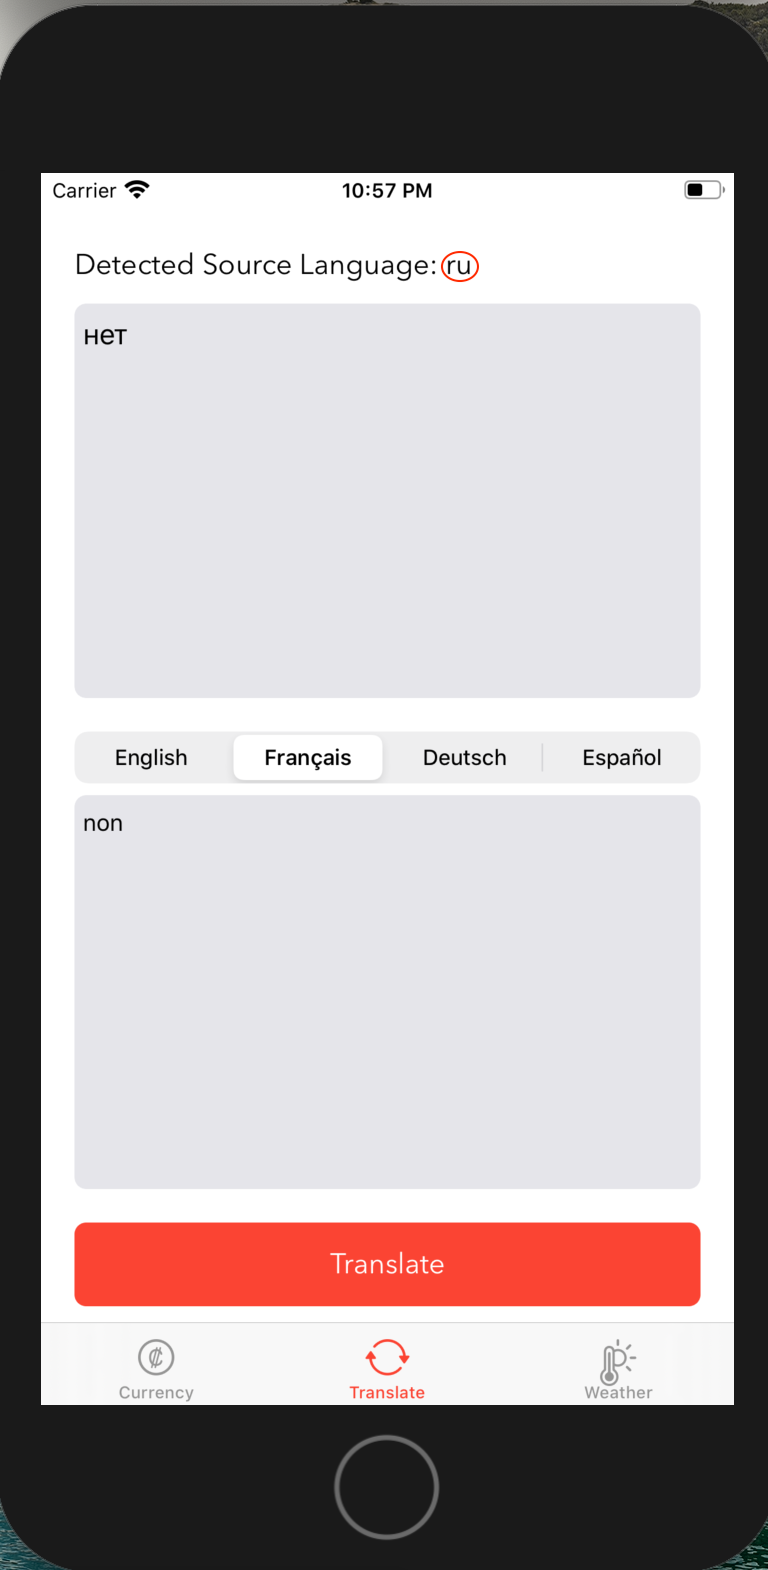 Carrier 10:57 PM
Detected Source Language: ru
нет
English Français Deutsch Español
non
Translate
Currency Translate Weather